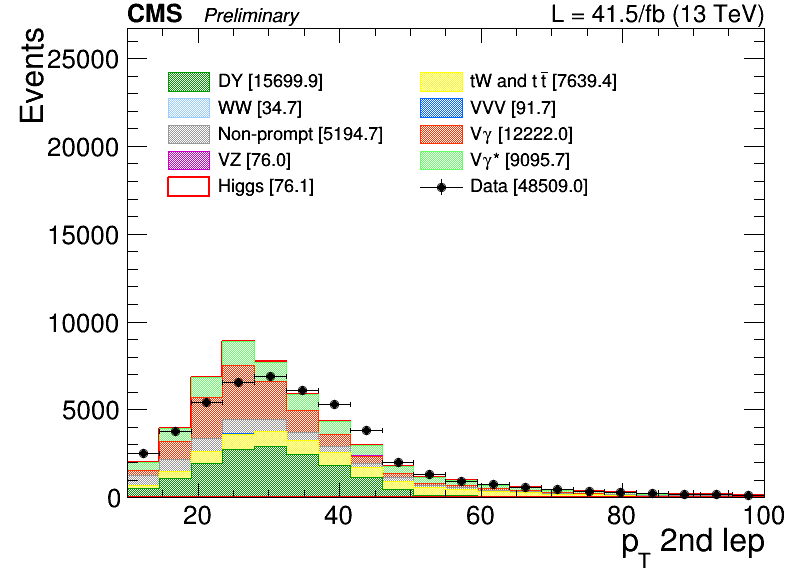 CMS Preliminary L = 41.5/fb (13 TeV)
Events
25000
20000
15000
10000
5000
0
DY [15699.9]
WW [34.7]
Non-prompt [5194.7]
VZ [76.0]
Higgs [76.1]
tW and tt̄ [7639.4]
VVV [91.7]
Vγ [12222.0]
Vγ* [9095.7]
Data [48509.0]
20 40 60 80 100
p_T 2nd lep